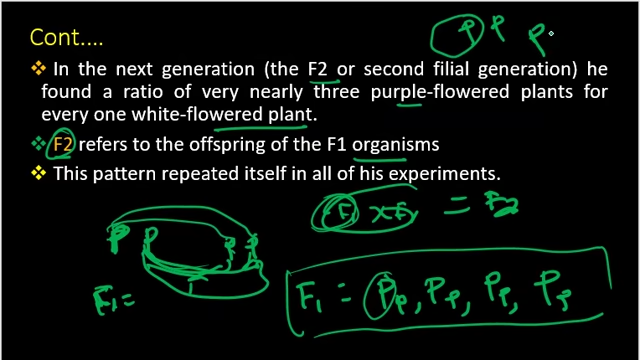 Cont....
P P P
❖ In the next generation (the F2 or second filial generation) he
found a ratio of very nearly three purple-flowered plants for
every one white-flowered plant.
❖ F2 refers to the offspring of the F1 organisms
❖ This pattern repeated itself in all of his experiments.
F1 x F1 = F2
P P P P
F1 =
F1 = Pp, Pp, Pp, Pp